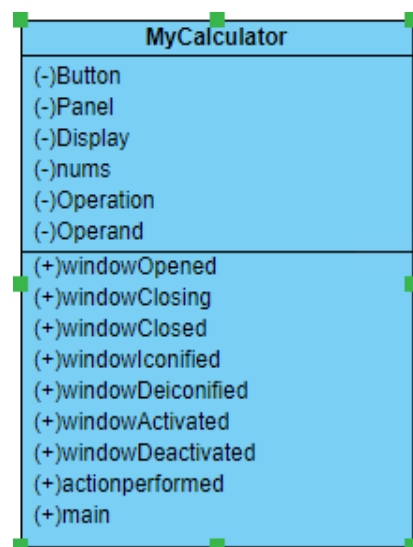 MyCalculator
(-)Button
(-)Panel
(-)Display
(-)nums
(-)Operation
(-)Operand
(+)windowOpened
(+)windowClosing
(+)windowClosed
(+)windowIconified
(+)windowDeiconified
(+)windowActivated
(+)windowDeactivated
(+)actionperformed
(+)main